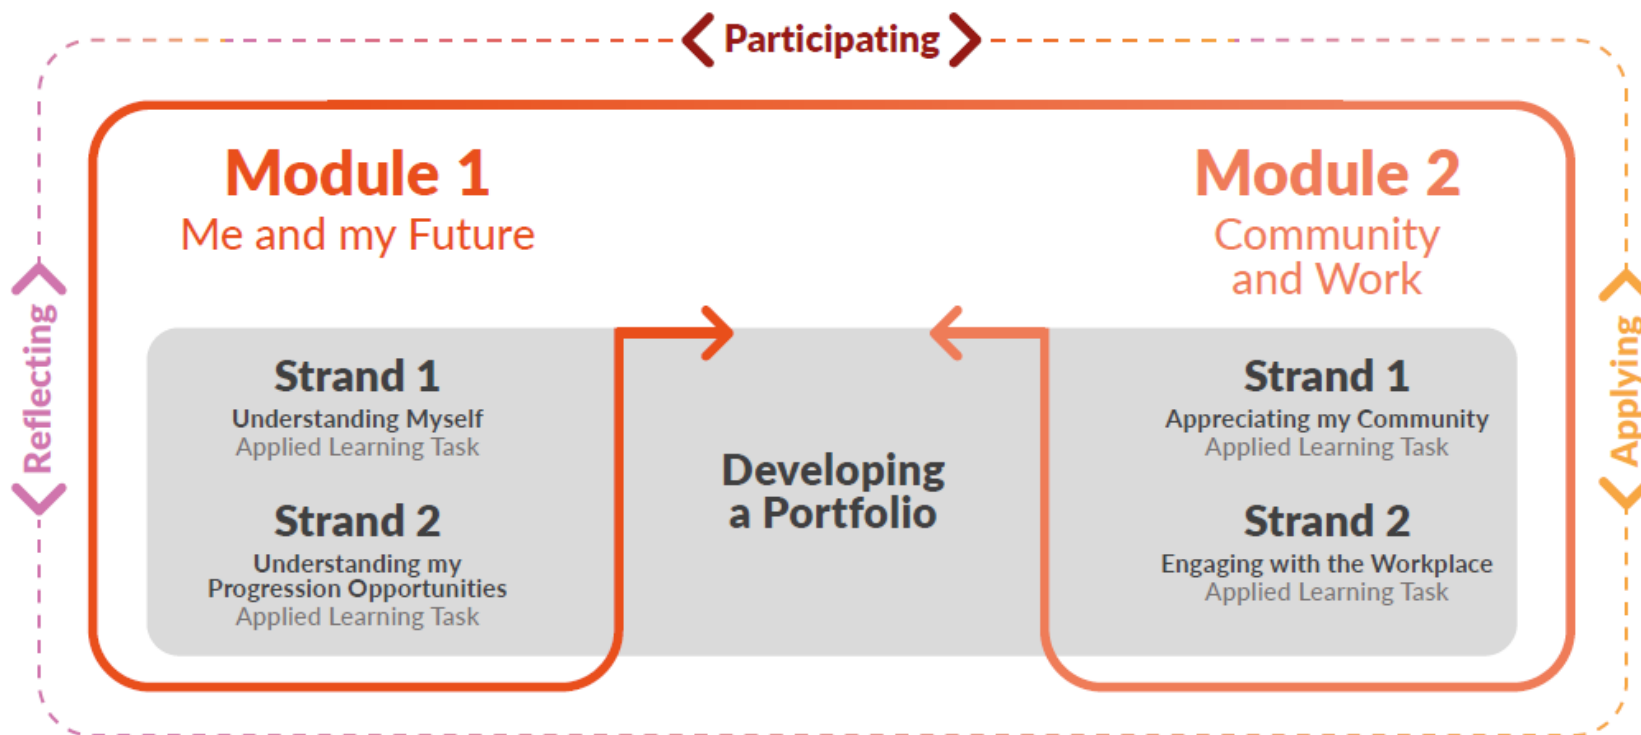 Participating
Reflecting
Module 1
Me and my Future
Strand 1
Understanding Myself
Applied Learning Task
Strand 2
Understanding my
Progression Opportunities
Applied Learning Task
Developing
a Portfolio
Module 2
Community
and Work
Strand 1
Appreciating my Community
Applied Learning Task
Strand 2
Engaging with the Workplace
Applied Learning Task
Applying